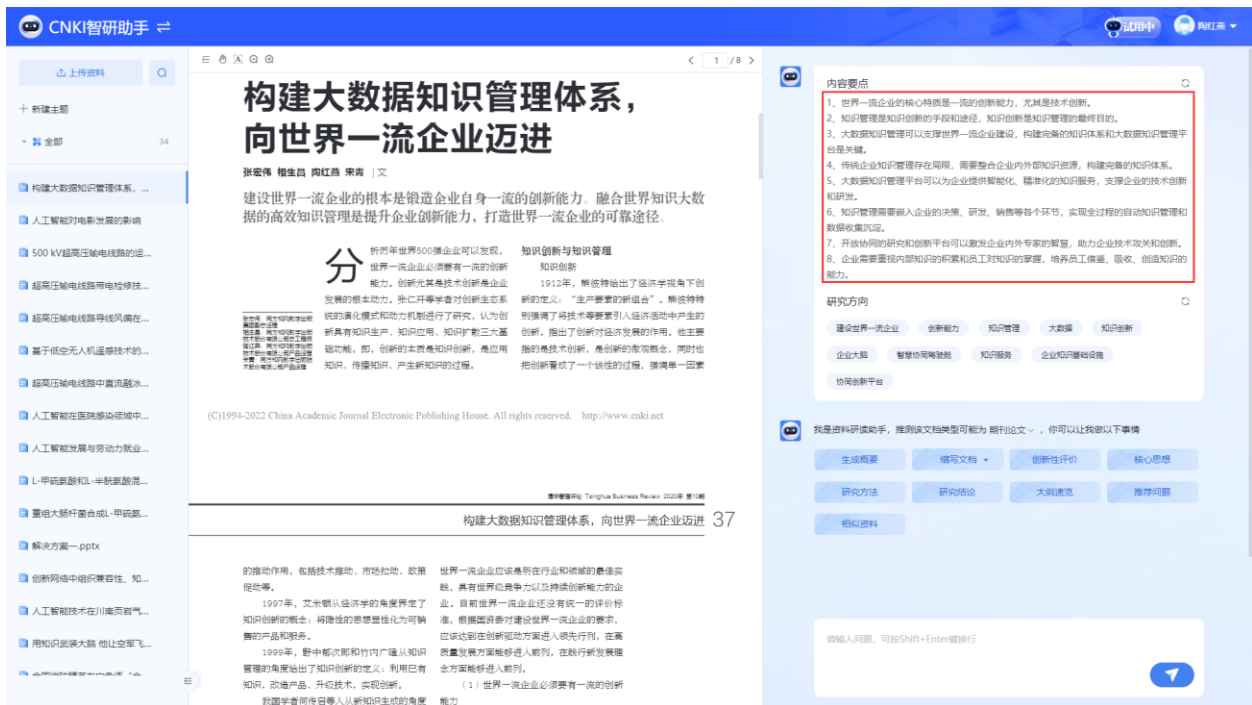 CNKI智研助手
试用中
陶红燕
上传资料
新建主题
全部
34
构建大数据知识管理体系，...
人工智能对电影发展的影响
500 kV超高压输电线路的运...
超高压输电线路带电检修技...
超高压输电线路导线风偏在...
基于低空无人机遥感技术的...
超高压输电线路中直流融冰...
人工智能在医院感染领域中...
人工智能发展与劳动力就业...
L-甲硫氨酸和L-半胱氨酸混...
重组大肠杆菌合成L-甲硫氨...
解决方案一.pptx
创新网络中组织兼容性、知...
人工智能技术在川南页岩气...
用知识武装大脑 他让空军飞...
1 /8
构建大数据知识管理体系，
向世界一流企业迈进
张宏伟 相生昌 陶红燕 宋青 | 文
建设世界一流企业的根本是锻造企业自身一流的创新能力。融合世界知识大数
据的高效知识管理是提升企业创新能力，打造世界一流企业的可靠途径。
分
析历年世界500强企业可以发现，
世界一流企业必须要有一流的创新
能力。创新尤其是技术创新是企业
发展的根本动力。张仁开等学者对创新生态系
统的演化模式和动力机制进行了研究，认为创
新具有知识生产、知识应用、知识扩散三大基
础功能。即，创新的本质是知识创新，是应用
知识、传播知识、产生新知识的过程。
知识创新与知识管理
知识创新
1912年，熊彼特给出了经济学视角下创
新的定义：“生产要素的新组合”。熊彼特特
别强调了将技术等要素引入经济活动中产生的
创新，指出了创新对经济发展的作用。他主要
指的是技术创新，是创新的微观概念，同时也
把创新看成了一个线性的过程，强调单一因素
(C)1994-2022 China Academic Journal Electronic Publishing House. All rights reserved. http://www.cnki.net
清华管理评论 Tsinghua Business Review 2020年 第10期
构建大数据知识管理体系，向世界一流企业迈进 37
的推动作用，包括技术推动、市场拉动、政策
促动等。
1997年，艾米顿从经济学的角度界定了
知识创新的概念：将隐性的思想显性化为可销
售的产品和服务。
1999年，野中郁次郎和竹内广隆从知识
管理的角度给出了知识创新的定义：利用已有
知识，改造产品、升级技术，实现创新。
我国学者何传启等人从新知识生成的角度
世界一流企业应该是所在行业和领域的最佳实
践，具有世界级竞争力以及持续创新能力的企
业。目前世界一流企业还没有统一的评价标
准，根据国资委对建设世界一流企业的要求，
应该达到在创新驱动方面进入领先行列，在高
质量发展方面能够进入前列，在践行新发展理
念方面能够进入前列。
（1）世界一流企业必须要有一流的创新
能力
内容要点
1、世界一流企业的核心特质是一流的创新能力，尤其是技术创新。
2、知识管理是知识创新的手段和途径，知识创新是知识管理的最终目的。
3、大数据知识管理可以支撑世界一流企业建设，构建完备的知识体系和大数据知识管理平
台是关键。
4、传统企业知识管理存在局限，需要整合企业内外部知识资源，构建完备的知识体系。
5、大数据知识管理平台可以为企业提供智能化、精准化的知识服务，支撑企业的技术创新
和研发。
6、知识管理需要嵌入企业的决策、研发、销售等各个环节，实现全过程的自动知识管理和
数据收集沉淀。
7、开放协同的研究和创新平台可以激发企业内外专家的智慧，助力企业技术攻关和创新。
8、企业需要重视内部知识的积累和员工对知识的掌握，培养员工借鉴、吸收、创造知识的
能力。
研究方向
建设世界一流企业 创新能力 知识管理 大数据 知识创新
企业大脑 智慧协同驾驶舱 知识服务 企业知识基础设施
协同创新平台
我是资料研读助手，推测该文档类型可能为 期刊论文 ，你可以让我做以下事情
生成概要 缩写文档 创新性评价 核心思想
研究方法 研究结论 大纲速览 推荐问题
相似资料
请输入问题，可按Shift+Enter键换行